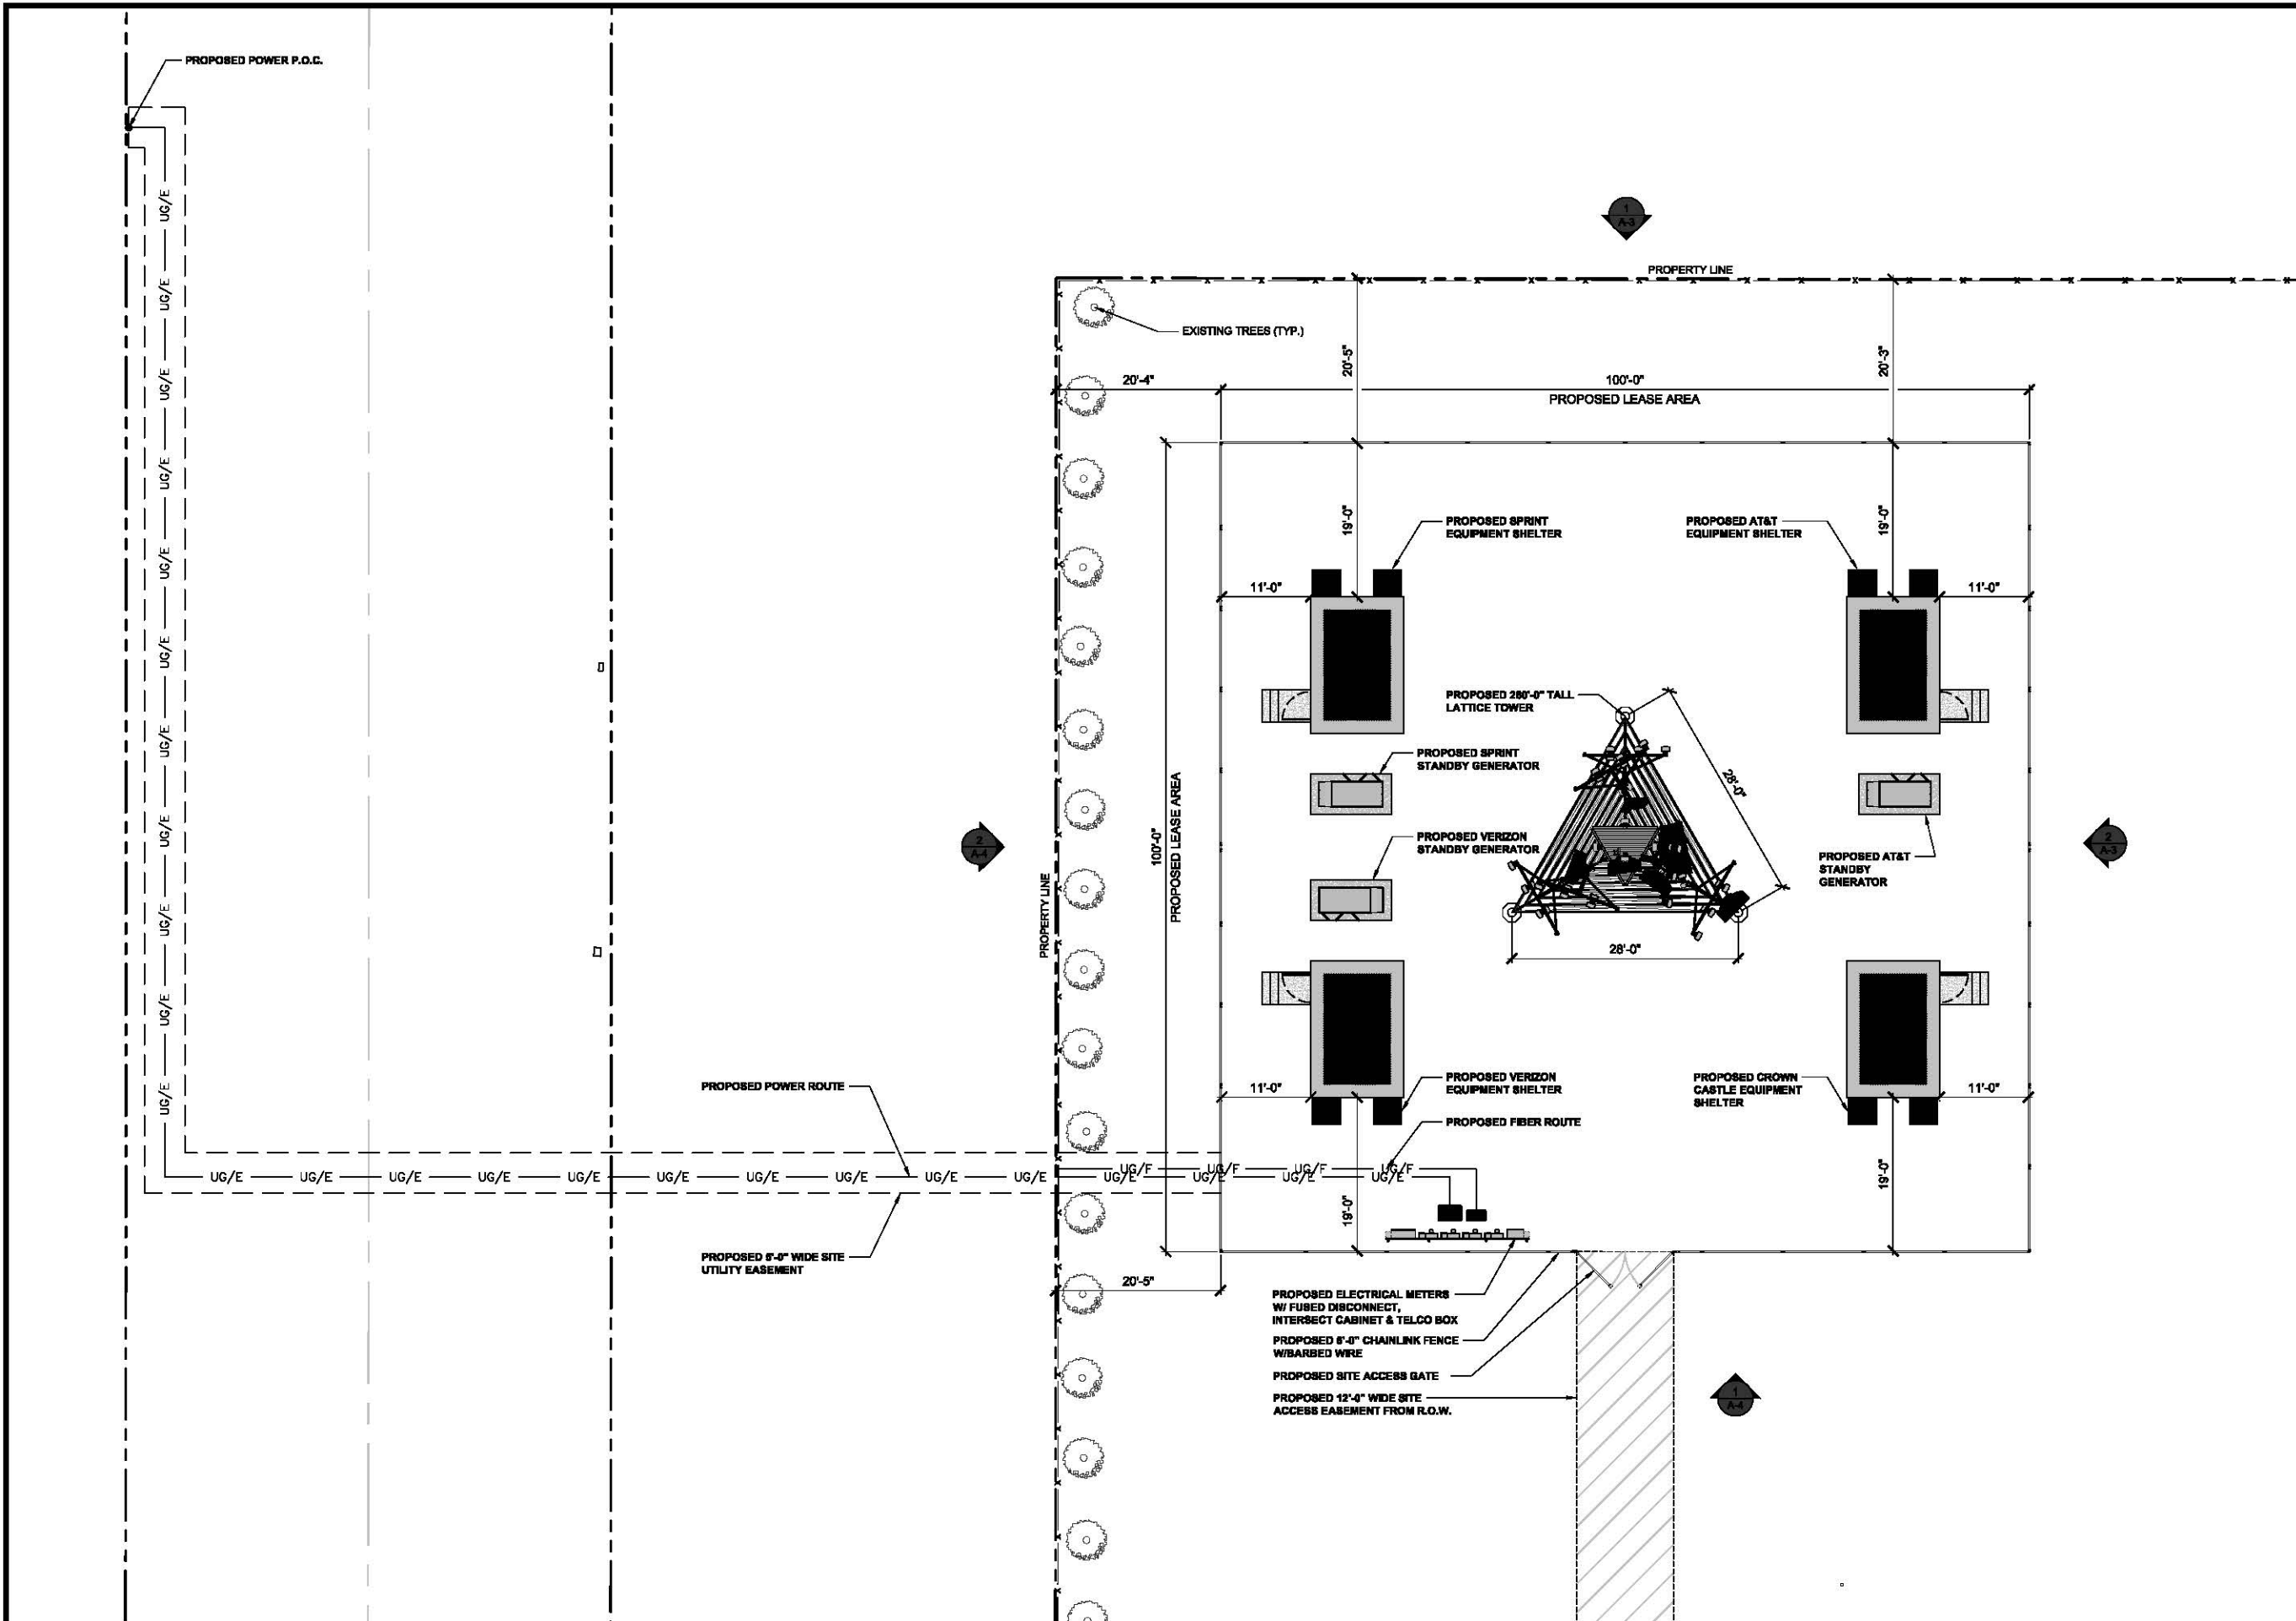 PROPOSED POWER P.O.C.
1
A-3
PROPERTY LINE
EXISTING TREES (TYP.)
20'-5"
20'-3"
20'-4"
100'-0"
PROPOSED LEASE AREA
19'-0"
19'-0"
PROPOSED SPRINT
EQUIPMENT SHELTER
PROPOSED AT&T
EQUIPMENT SHELTER
11'-0"
11'-0"
PROPOSED 260'-0" TALL
LATTICE TOWER
28'-0"
PROPOSED SPRINT
STANDBY GENERATOR
PROPOSED VERIZON
STANDBY GENERATOR
PROPOSED AT&T
STANDBY
GENERATOR
2
A-4
2
A-3
100'-0"
PROPOSED LEASE AREA
PROPERTY LINE
28'-0"
UG/E
UG/E
UG/E
UG/E
UG/E
UG/E
UG/E
UG/E
UG/E
UG/E
UG/E
PROPOSED POWER ROUTE
11'-0"
PROPOSED VERIZON
EQUIPMENT SHELTER
PROPOSED CROWN
CASTLE EQUIPMENT
SHELTER
11'-0"
PROPOSED FIBER ROUTE
UG/F UG/F UG/F UG/F
UG/E UG/E UG/E UG/E UG/E UG/E UG/E UG/E UG/E UG/E UG/E UG/E UG/E UG/E
19'-0"
19'-0"
PROPOSED 6'-0" WIDE SITE
UTILITY EASEMENT
20'-5"
PROPOSED ELECTRICAL METERS
W/ FUSED DISCONNECT,
INTERSECT CABINET & TELCO BOX
PROPOSED 6'-0" CHAINLINK FENCE
W/BARBED WIRE
PROPOSED SITE ACCESS GATE
PROPOSED 12'-0" WIDE SITE
ACCESS EASEMENT FROM R.O.W.
1
A-4